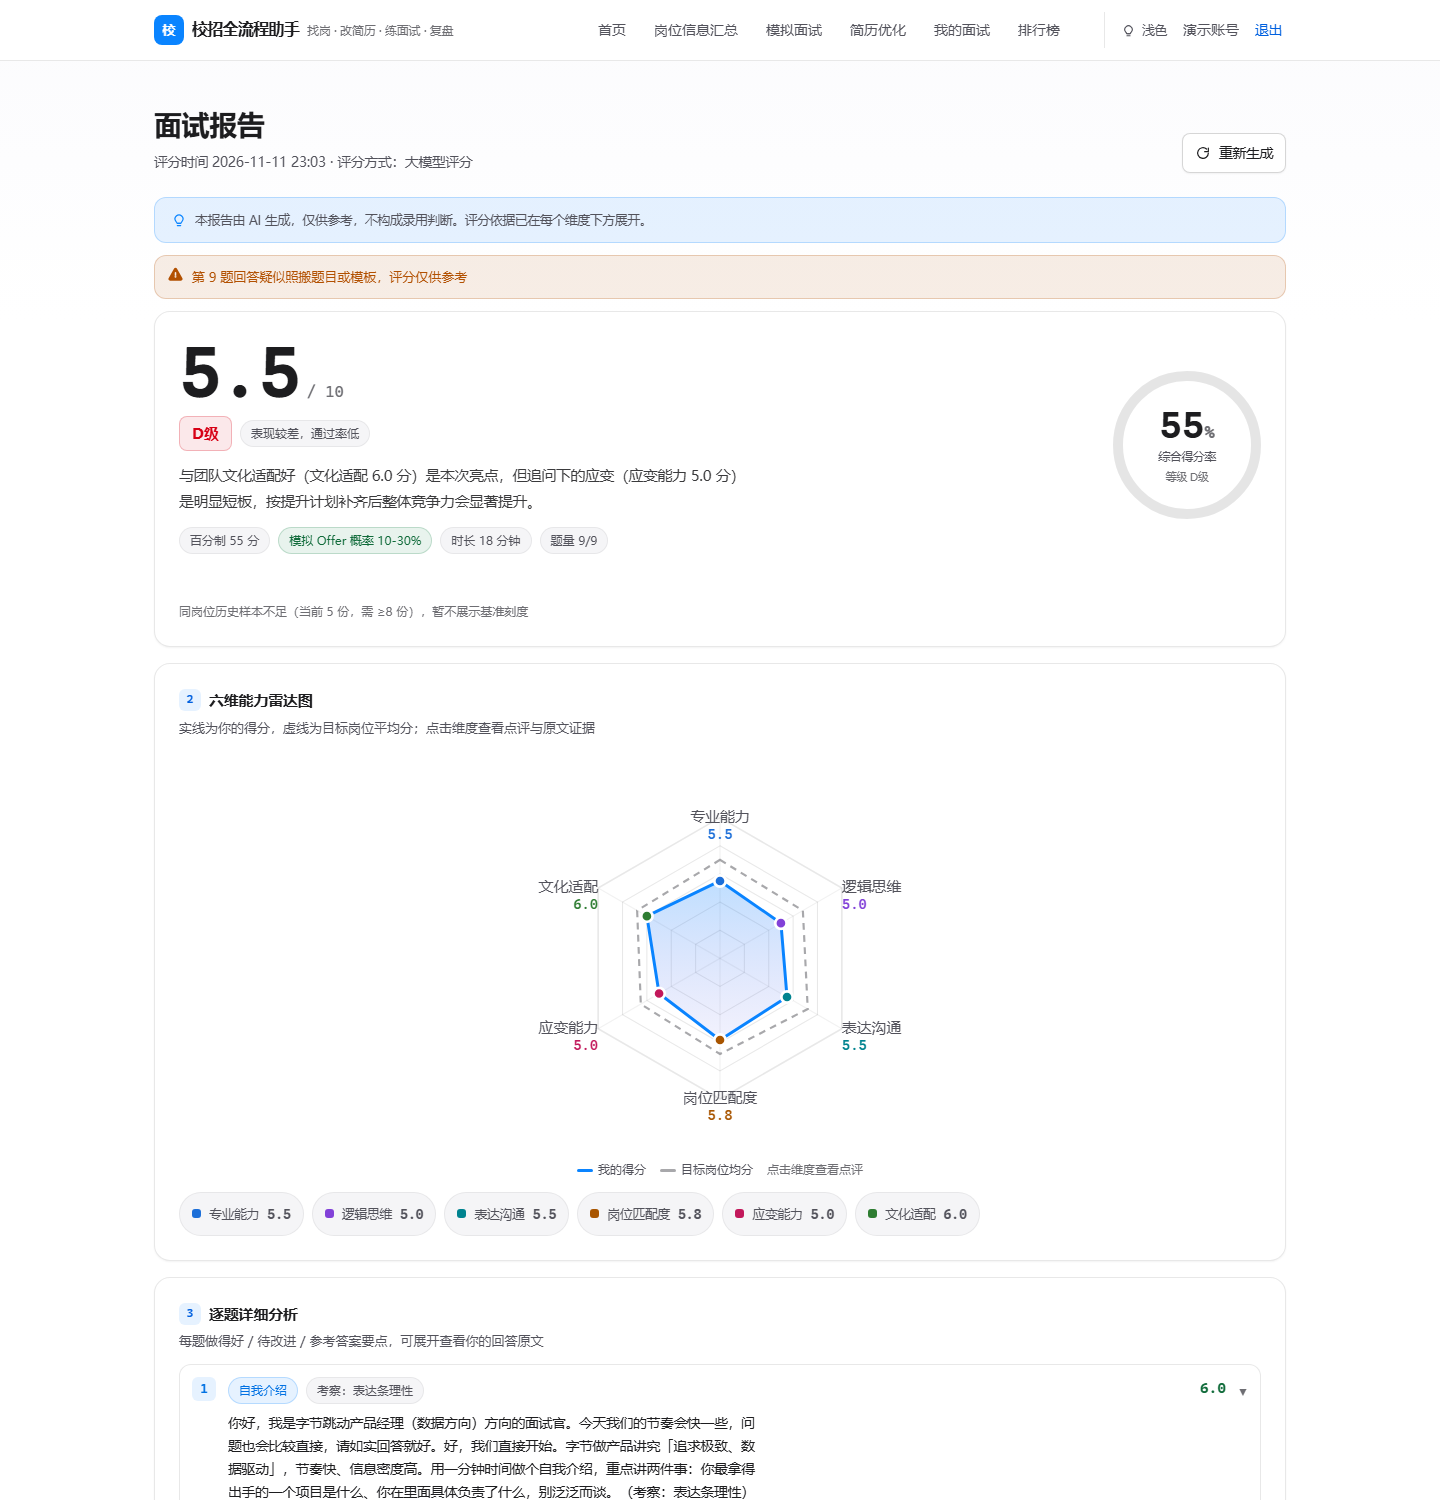 校 校招全流程助手 找岗 · 改简历 · 练面试 · 复盘 首页 岗位信息汇总 模拟面试 简历优化 我的面试 排行榜 浅色 演示账号 退出
面试报告
评分时间 2026-11-11 23:03 · 评分方式：大模型评分
重新生成
本报告由 AI 生成，仅供参考，不构成录用判断。评分依据已在每个维度下方展开。
第 9 题回答疑似照搬题目或模板，评分仅供参考
5.5 / 10
D级 表现较差，通过率低
与团队文化适配好（文化适配 6.0 分）是本次亮点，但追问下的应变（应变能力 5.0 分）
是明显短板，按提升计划补齐后整体竞争力会显著提升。
百分制 55 分 模拟 Offer 概率 10-30% 时长 18 分钟 题量 9/9
55%
综合得分率
等级 D级
同岗位历史样本不足（当前 5 份，需 ≥8 份），暂不展示基准刻度
2 六维能力雷达图
实线为你的得分，虚线为目标岗位平均分；点击维度查看点评与原文证据
专业能力
5.5
文化适配
6.0
逻辑思维
5.0
应变能力
5.0
表达沟通
5.5
岗位匹配度
5.8
我的得分 目标岗位均分 点击维度查看点评
专业能力 5.5 逻辑思维 5.0 表达沟通 5.5 岗位匹配度 5.8 应变能力 5.0 文化适配 6.0
3 逐题详细分析
每题做得好 / 待改进 / 参考答案要点，可展开查看你的回答原文
1 自我介绍 考察：表达条理性 6.0 ▼
你好，我是字节跳动产品经理（数据方向）方向的面试官。今天我们的节奏会快一些，问
题也会比较直接，请如实回答就好。好，我们直接开始。字节做产品讲究「追求极致、数
据驱动」，节奏快、信息密度高。用一分钟时间做个自我介绍，重点讲两件事：你最拿得
出手的一个项目是什么、你在里面具体负责了什么，别泛泛而谈。（考察：表达条理性）